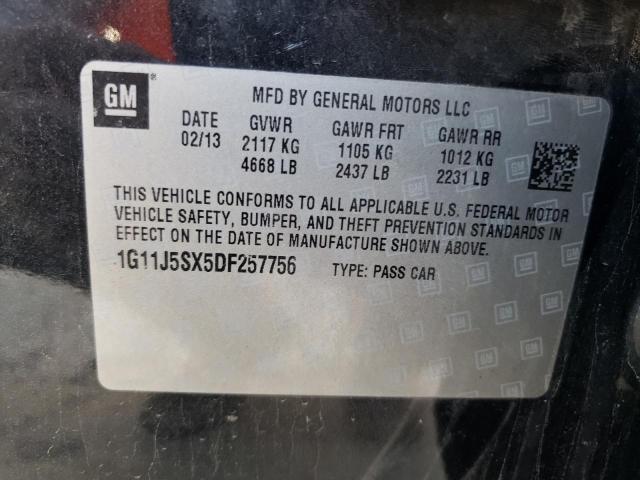 GM
MFD BY GENERAL MOTORS LLC
DATE GVWR GAWR FRT GAWR RR
02/13 2117 KG 1105 KG 1012 KG
4668 LB 2437 LB 2231 LB
THIS VEHICLE CONFORMS TO ALL APPLICABLE U.S. FEDERAL MOTOR
VEHICLE SAFETY, BUMPER, AND THEFT PREVENTION STANDARDS IN
EFFECT ON THE DATE OF MANUFACTURE SHOWN ABOVE.
1G11J5SX5DF257756 TYPE: PASS CAR